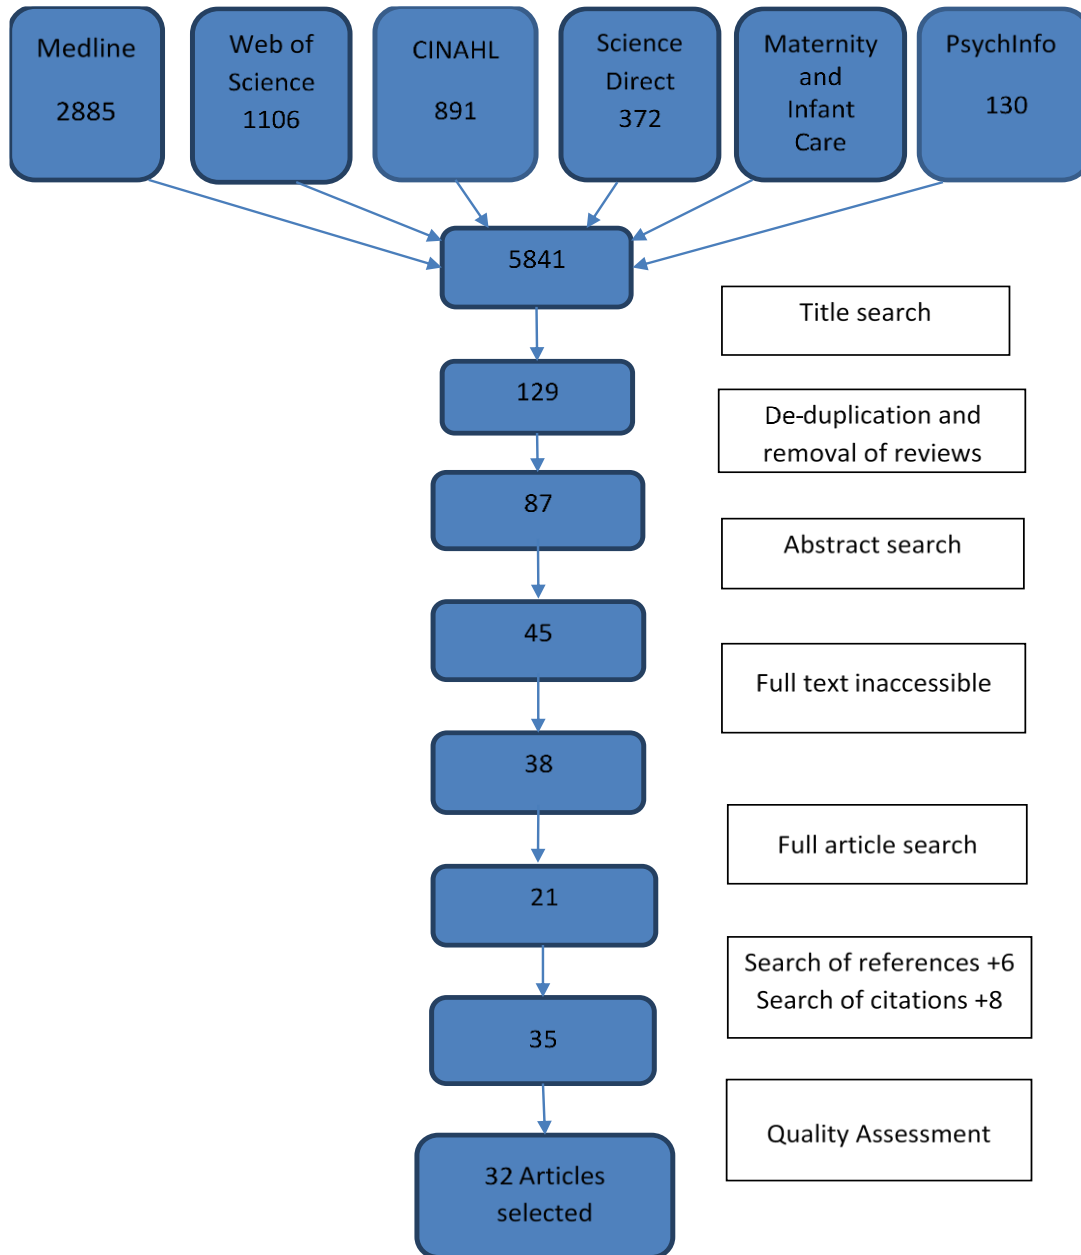 Medline
2885
Web of
Science
1106
CINAHL
891
Science
Direct
372
Maternity
and
Infant
Care
PsychInfo
130
5841
Title search
129
De-duplication and
removal of reviews
87
Abstract search
45
Full text inaccessible
38
Full article search
21
Search of references +6
Search of citations +8
35
Quality Assessment
32 Articles
selected